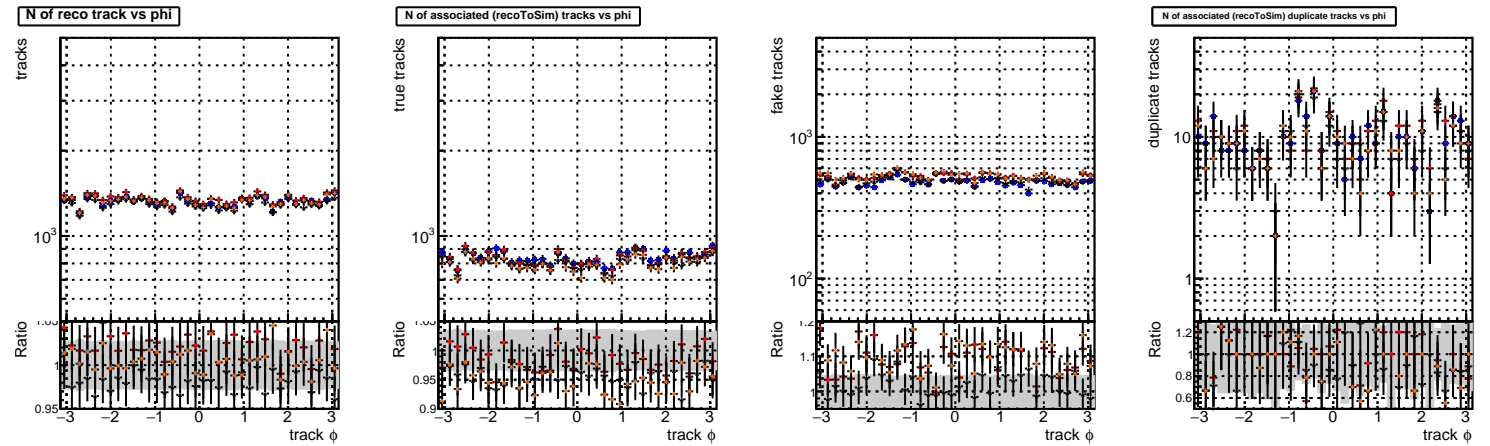 N of reco track vs phi
tracks
10³
Ratio
1.05
1
0.95
−3 −2 −1 0 1 2 3
track ϕ
N of associated (recoToSim) tracks vs phi
true tracks
10³
Ratio
1
0.95
0.9
−3 −2 −1 0 1 2 3
track ϕ
fake tracks
10³
10²
Ratio
1.2
1.1
−3 −2 −1 0 1 2 3
track ϕ
N of associated (recoToSim) duplicate tracks vs phi
duplicate tracks
10
1
Ratio
1.2
1
0.8
0.6
−3 −2 −1 0 1 2 3
track ϕ